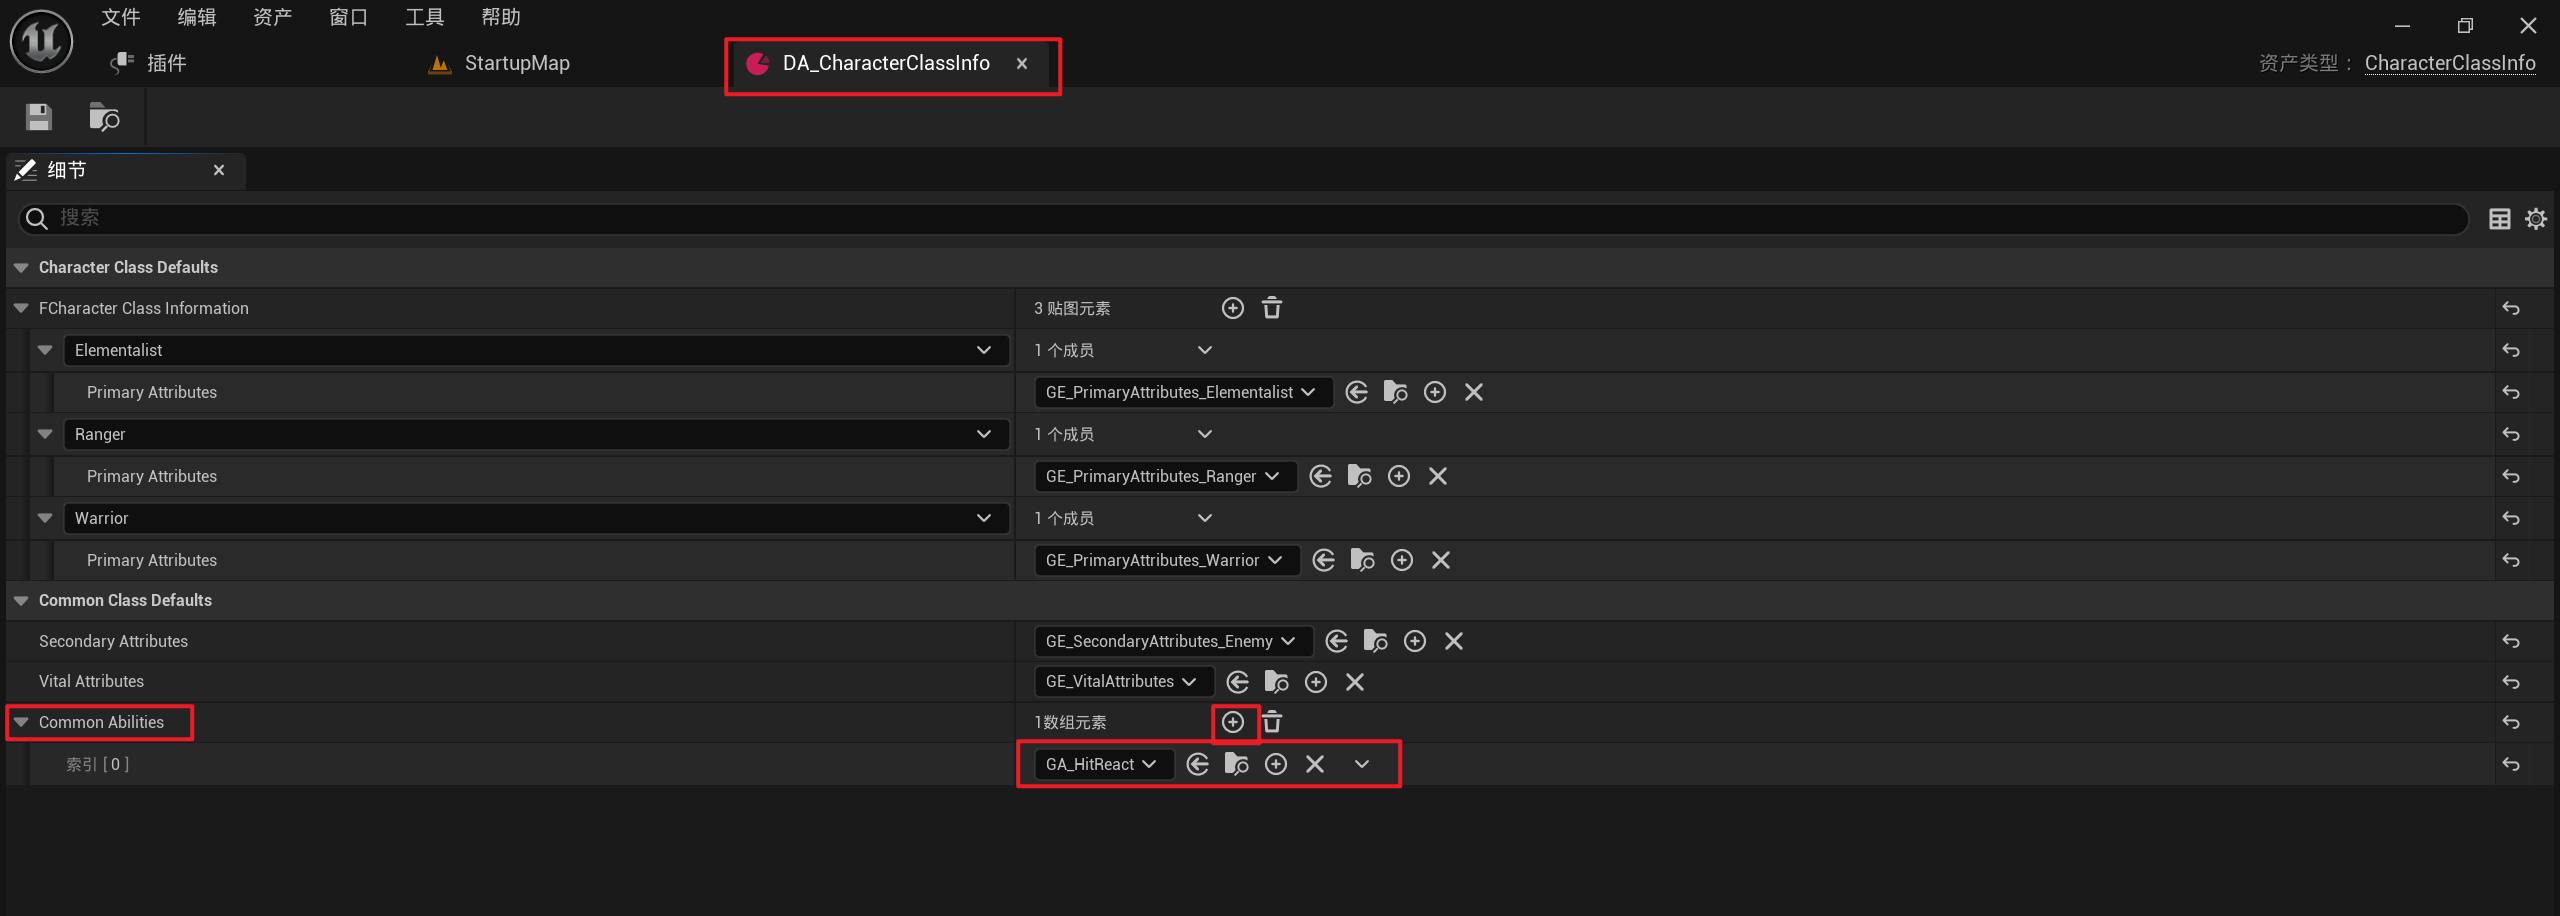 文件 编辑 资产 窗口 工具 帮助
插件 StartupMap DA_CharacterClassInfo 资产类型： CharacterClassInfo
细节
搜索
Character Class Defaults
FCharacter Class Information 3 贴图元素
Elementalist 1 个成员
Primary Attributes GE_PrimaryAttributes_Elementalist
Ranger 1 个成员
Primary Attributes GE_PrimaryAttributes_Ranger
Warrior 1 个成员
Primary Attributes GE_PrimaryAttributes_Warrior
Common Class Defaults
Secondary Attributes GE_SecondaryAttributes_Enemy
Vital Attributes GE_VitalAttributes
Common Abilities 1数组元素
索引 [ 0 ] GA_HitReact